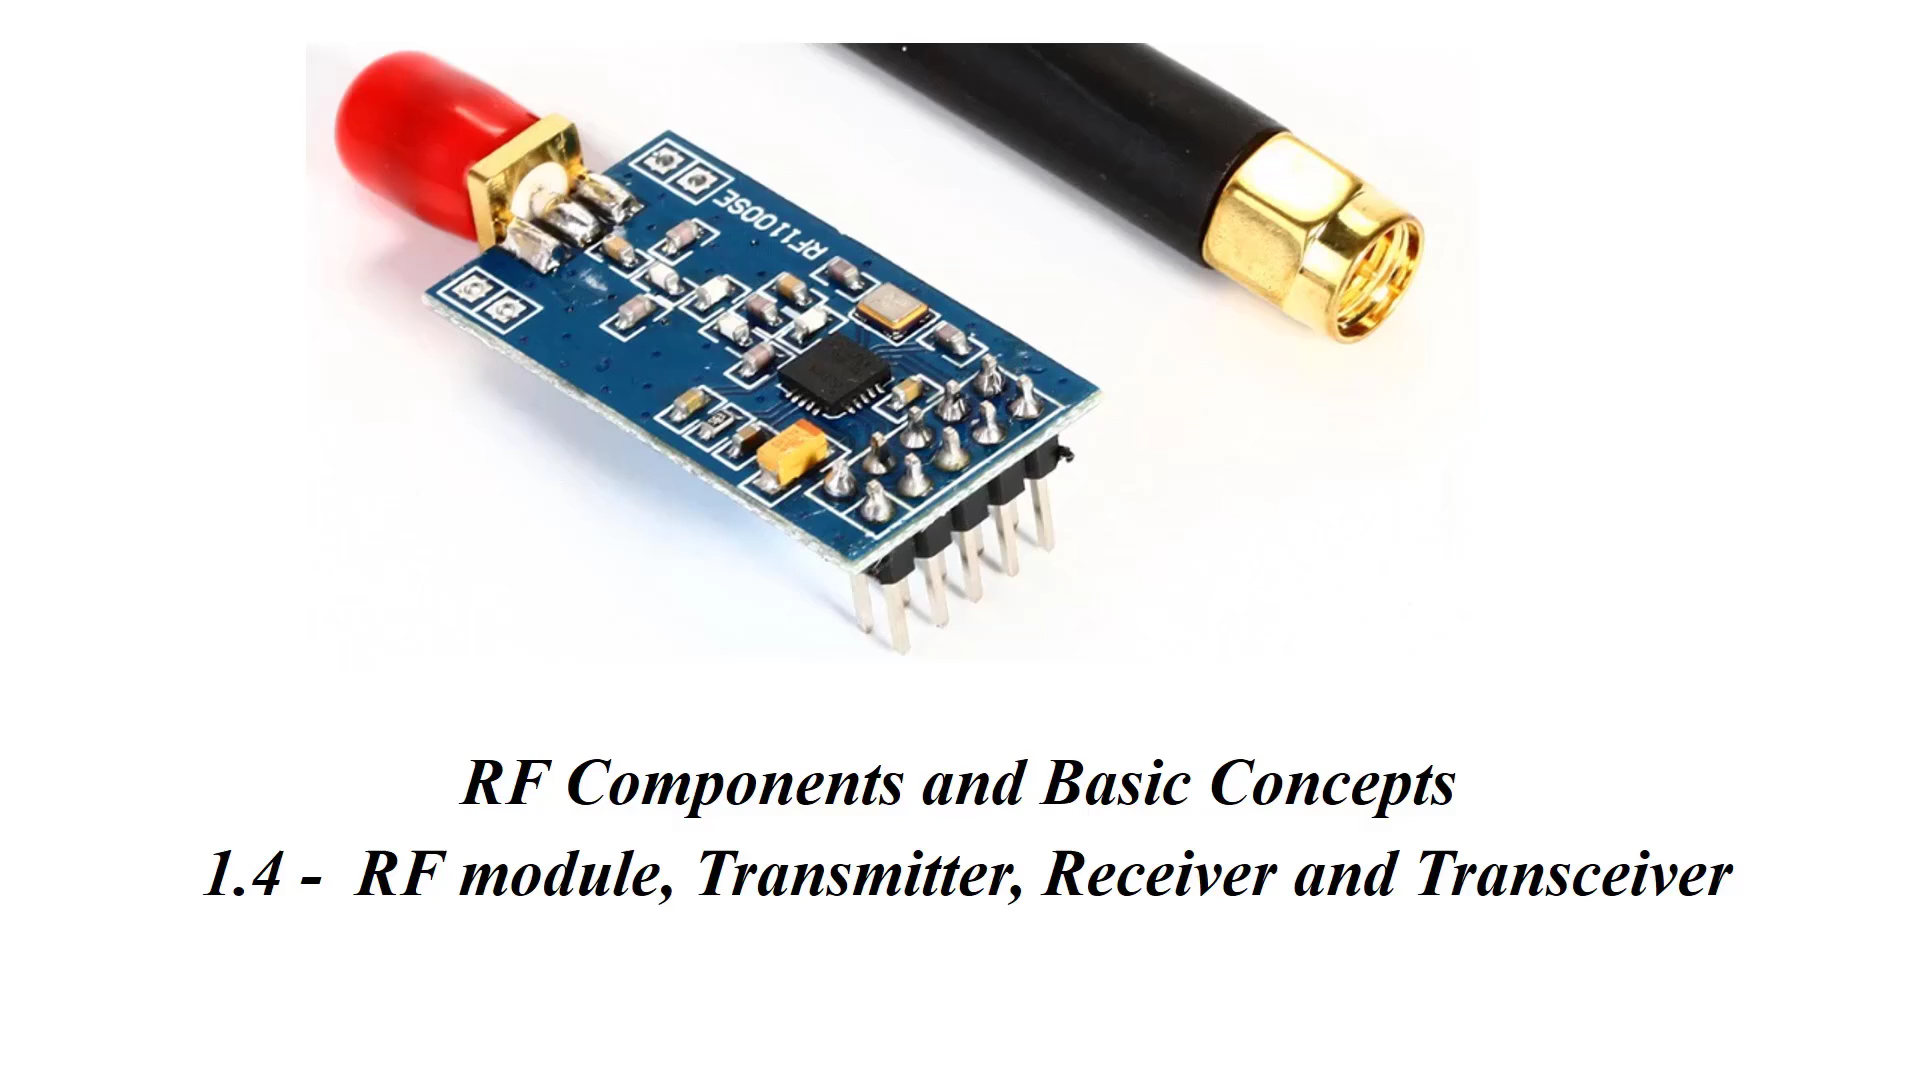 RF1100SE
RF Components and Basic Concepts
1.4 - RF module, Transmitter, Receiver and Transceiver